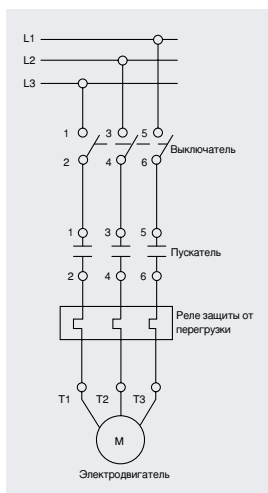 L1
L2
L3
1 3 5
Выключатель
2 4 6
1 3 5
Пускатель
2 4 6
Реле защиты от
перегрузки
T1 T2 T3
M
Электродвигатель